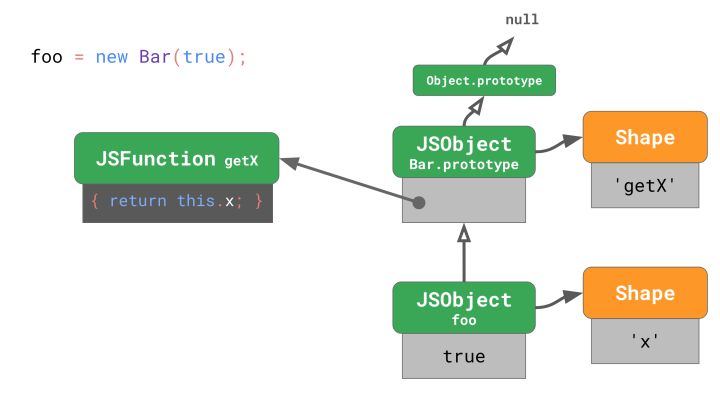 null
foo = new Bar(true);
Object.prototype
JSObject
Bar.prototype
Shape
'getX'
JSFunction getX
{ return this.x; }
JSObject
foo
true
Shape
'x'